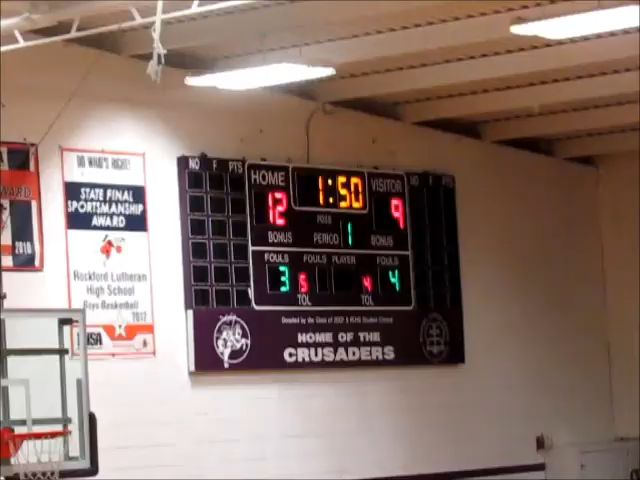 WARD
2016
DO WHAT'S RIGHT!
STATE FINAL
SPORTSMANSHIP
AWARD
Rockford Lutheran
High School
Boys Basketball
2017
NO F PTS
HOME
1:50
VISITOR
NO F PTS
12
POSS
9
BONUS
PERIOD 1
BONUS
FOULS
FOULS PLAYER
FOULS
3
5
4
4
TOL
TOL
HOME OF THE
CRUSADERS